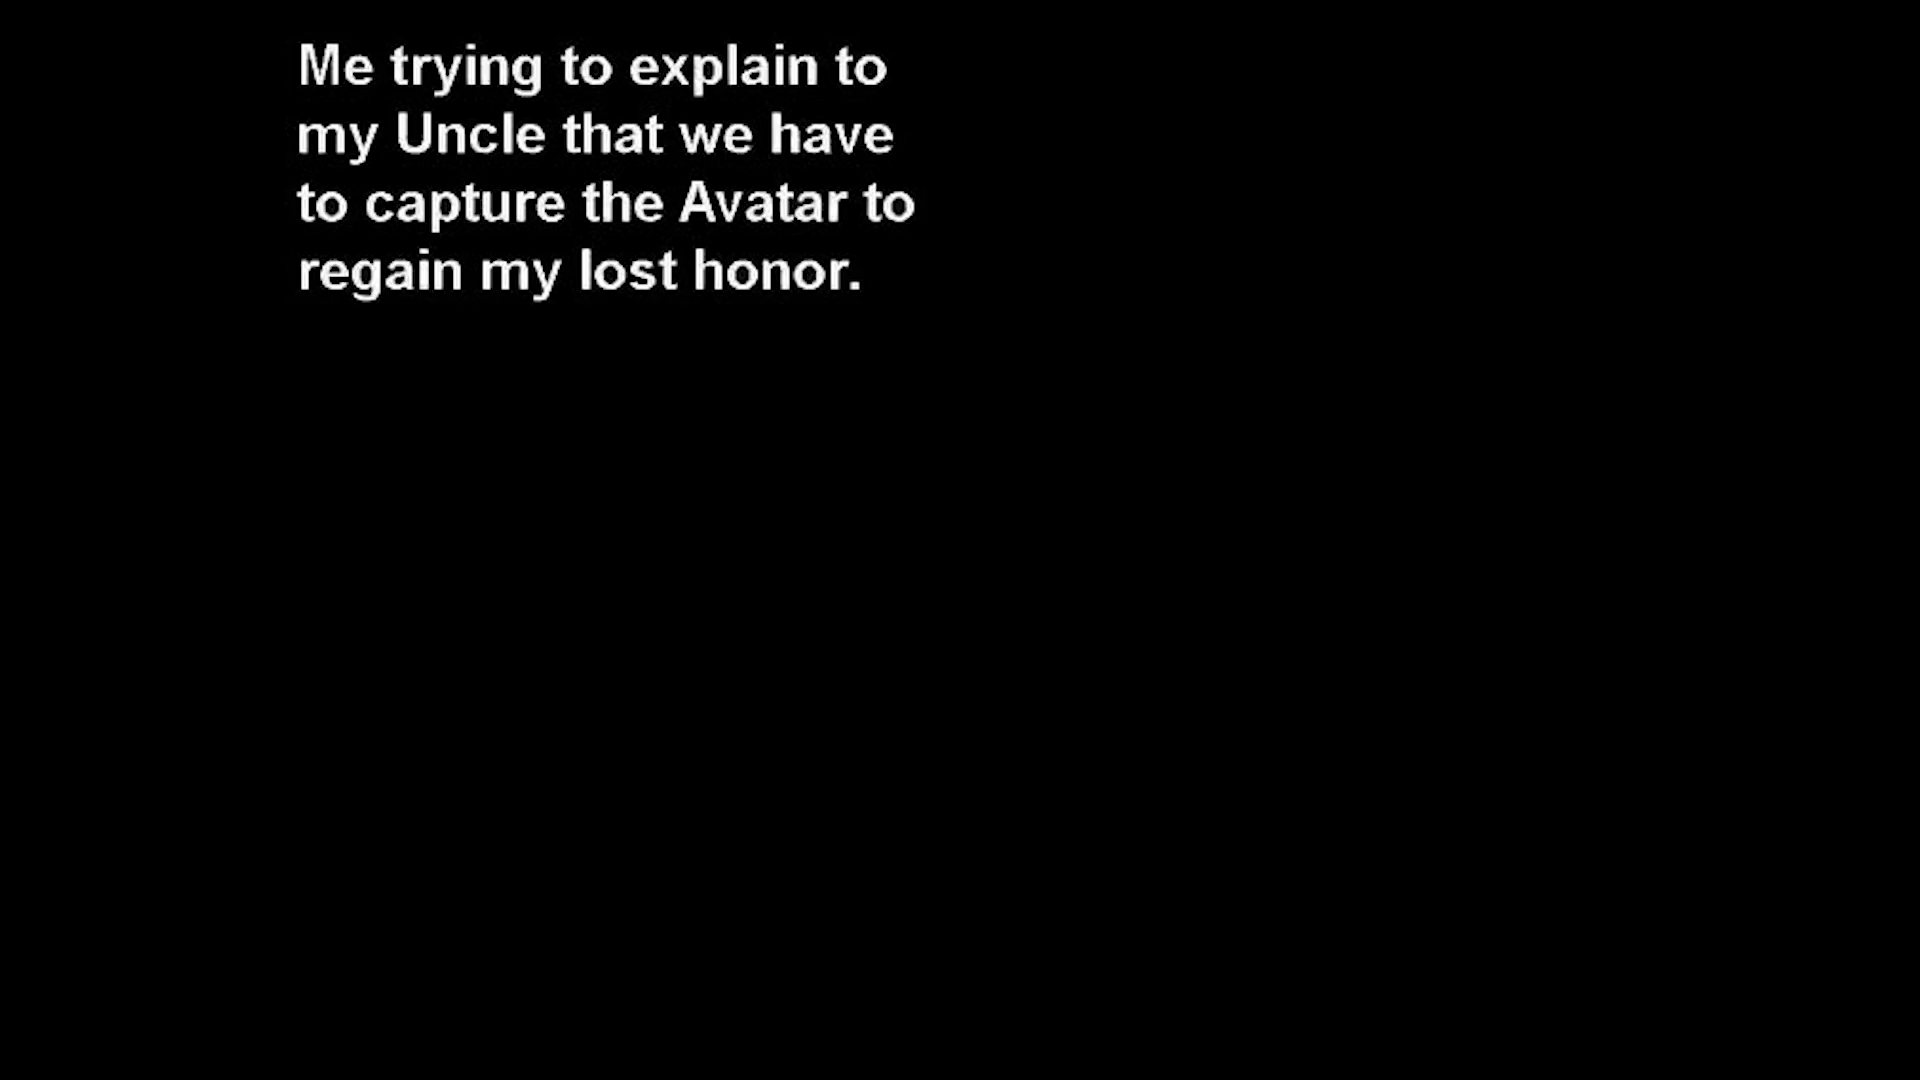 Me trying to explain to
my Uncle that we have
to capture the Avatar to
regain my lost honor.